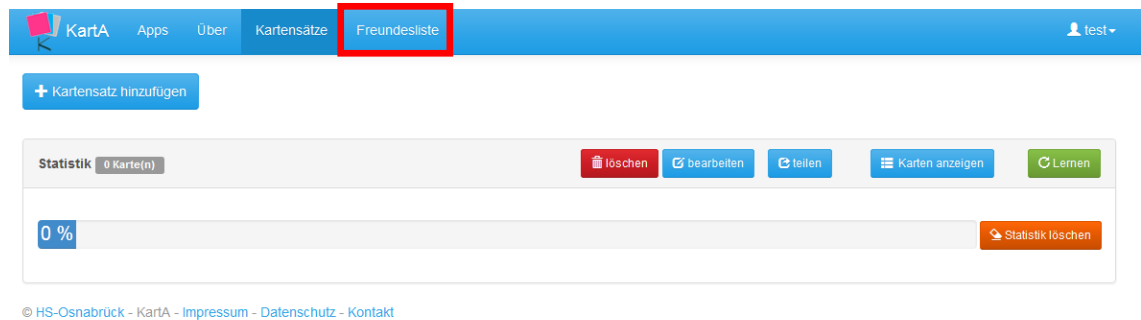 KartA Apps Über Kartensätze Freundesliste test
Kartensatz hinzufügen
Statistik 0 Karte(n) löschen bearbeiten teilen Karten anzeigen Lernen
0 % Statistik löschen
© HS-Osnabrück - KartA - Impressum - Datenschutz - Kontakt